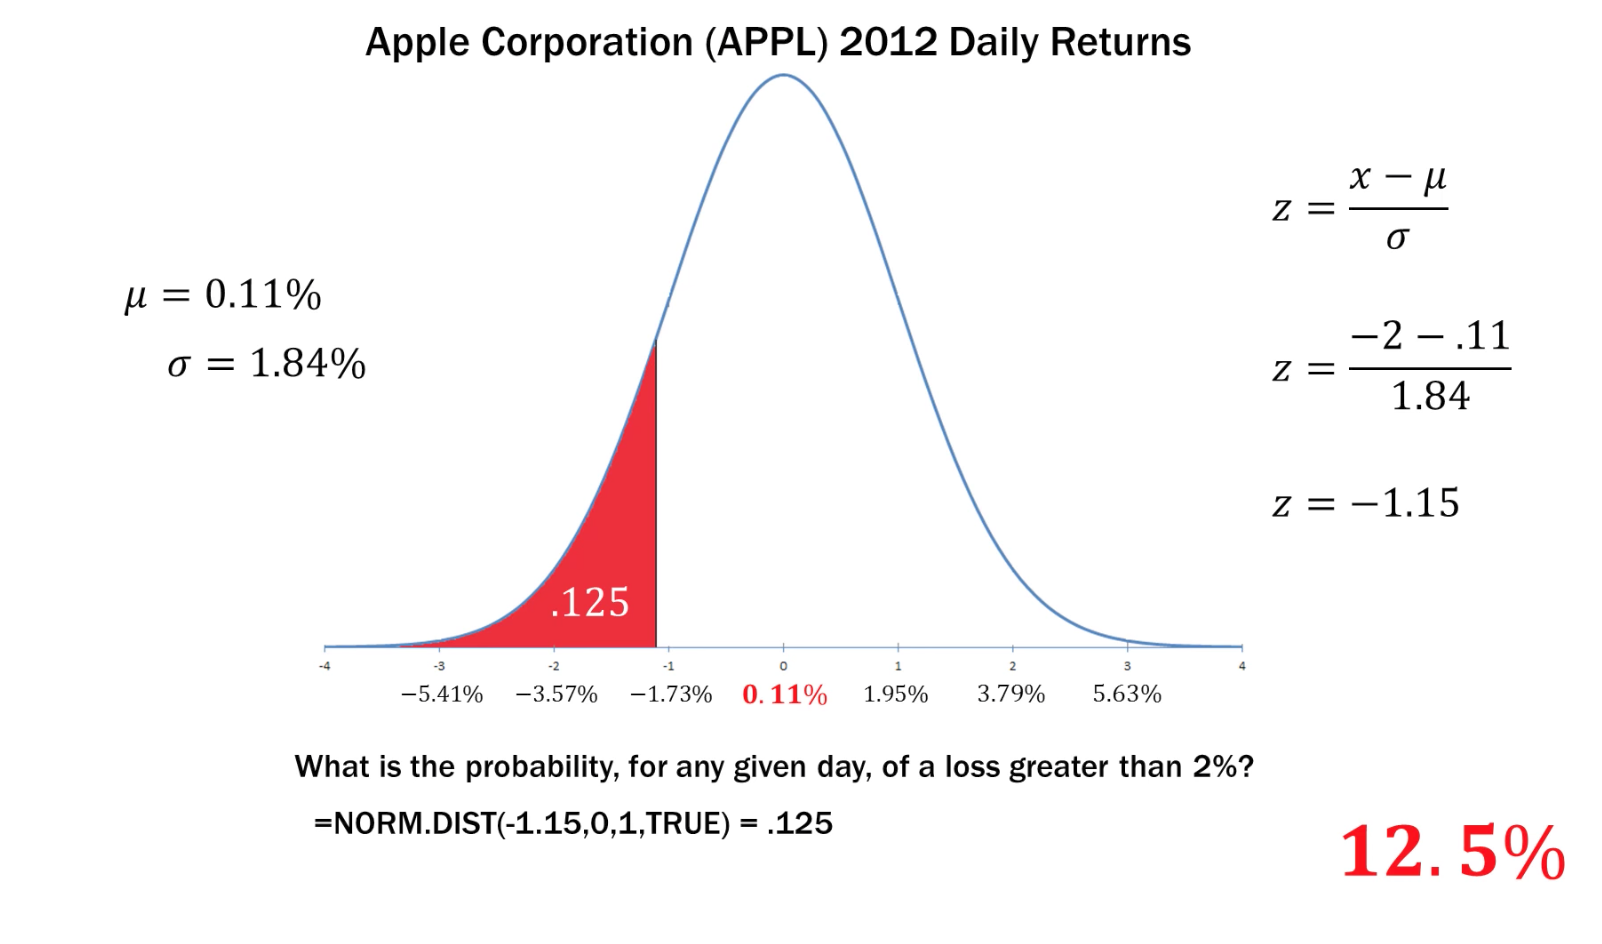 Apple Corporation (APPL) 2012 Daily Returns
z = (x − μ) / σ
μ = 0.11%
σ = 1.84%
z = (−2 − .11) / 1.84
z = −1.15
.125
-4 -3 -2 -1 0 1 2 3 4
−5.41% −3.57% −1.73% 0.11% 1.95% 3.79% 5.63%
What is the probability, for any given day, of a loss greater than 2%?
=NORM.DIST(-1.15,0,1,TRUE) = .125
12.5%